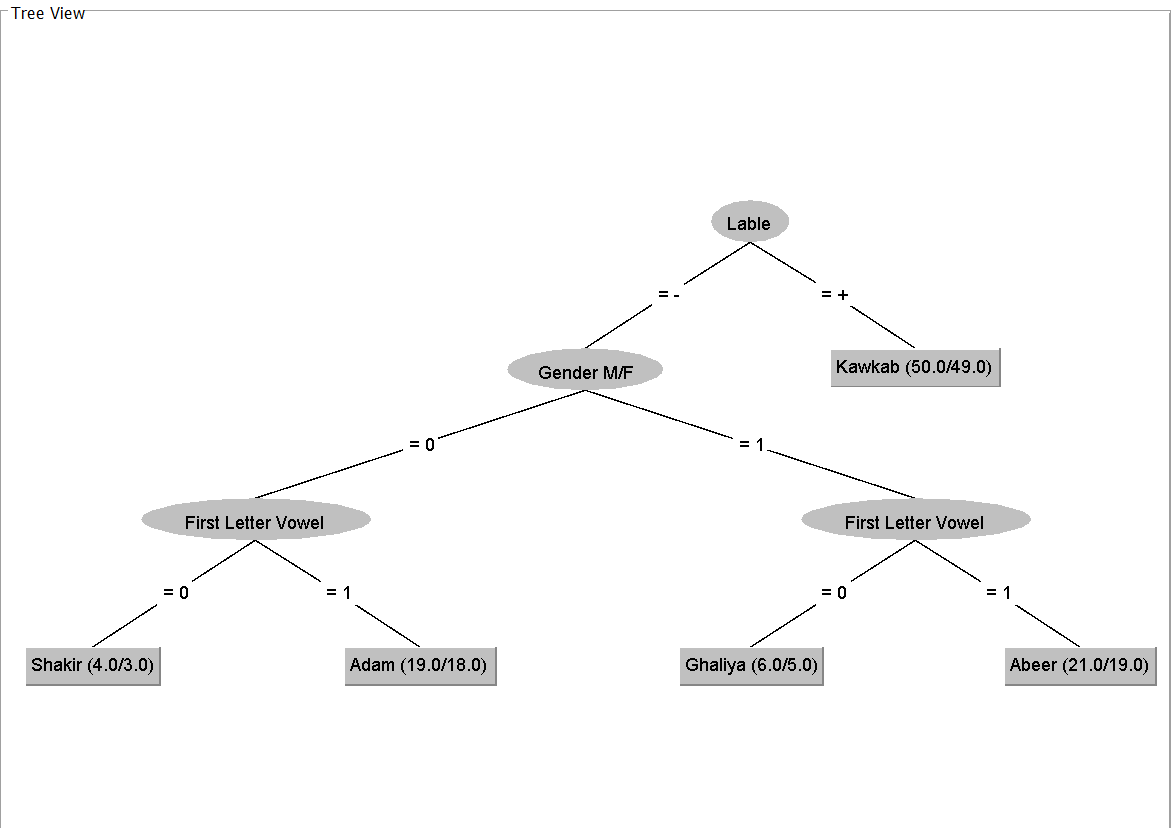 Tree View
Lable
= -
= +
Gender M/F
Kawkab (50.0/49.0)
= 0
= 1
First Letter Vowel
First Letter Vowel
= 0
= 1
= 0
= 1
Shakir (4.0/3.0)
Adam (19.0/18.0)
Ghaliya (6.0/5.0)
Abeer (21.0/19.0)